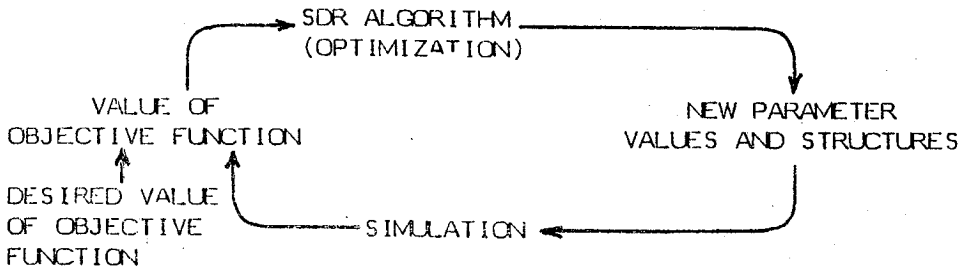 SDR ALGORITHM
(OPTIMIZATION)
VALUE OF
OBJECTIVE FUNCTION
NEW PARAMETER
VALUES AND STRUCTURES
DESIRED VALUE
OF OBJECTIVE
FUNCTION
SIMULATION